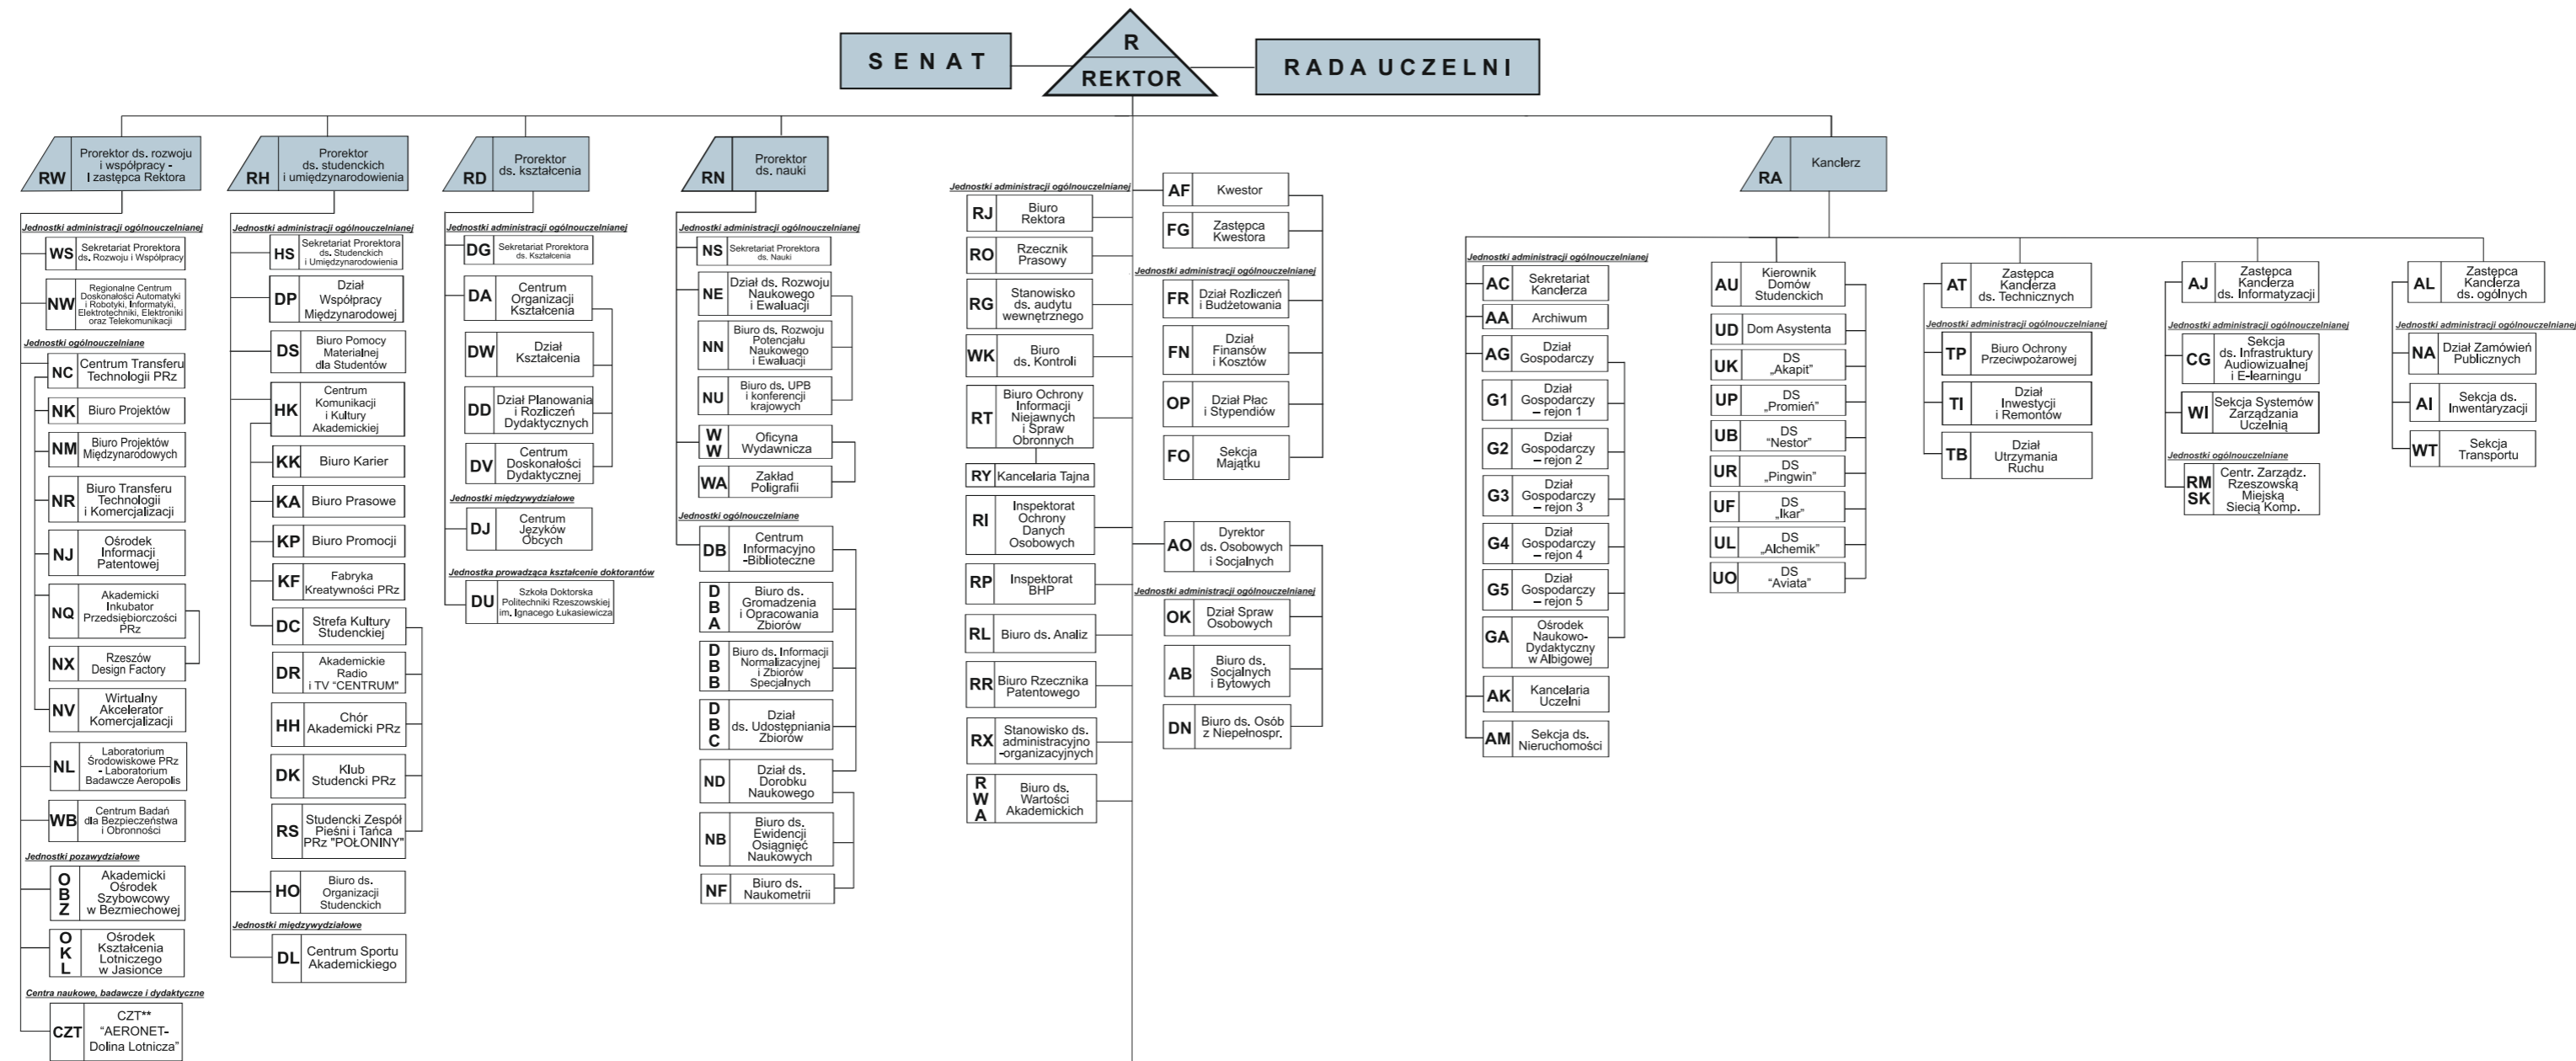 S E N A T
R
REKTOR
RADA UCZELNI
RW
Prorektor ds. rozwoju
i współpracy -
I zastępca Rektora
Jednostki administracji ogólnouczelnianej
WS
Sekretariat Prorektora
ds. Rozwoju i Współpracy
NW
Regionalne Centrum
Doskonałości Automatyki
i Robotyki, Informatyki,
Elektrotechniki, Elektroniki
oraz Telekomunikacji
Jednostki ogólnouczelniane
NC
Centrum Transferu
Technologii PRz
NK
Biuro Projektów
NM
Biuro Projektów
Międzynarodowych
NR
Biuro Transferu
Technologii
i Komercjalizacji
NJ
Ośrodek
Informacji
Patentowej
NQ
Akademicki
Inkubator
Przedsiębiorczości
PRz
NX
Rzeszów
Design Factory
NV
Wirtualny
Akcelerator
Komercjalizacji
NL
Laboratorium
Środowiskowe PRz
- Laboratorium
Badawcze Aeropolis
WB
Centrum Badań
dla Bezpieczeństwa
i Obronności
Jednostki pozawydziałowe
O
B
Z
Akademicki
Ośrodek
Szybowcowy
w Bezmiechowej
O
K
L
Ośrodek
Kształcenia
Lotniczego
w Jasionce
Centra naukowe, badawcze i dydaktyczne
CZT
CZT**
"AERONET-
Dolina Lotnicza"
RH
Prorektor
ds. studenckich
i umiędzynarodowienia
Jednostki administracji ogólnouczelnianej
HS
Sekretariat Prorektora
ds. Studenckich
i Umiędzynarodowienia
DP
Dział
Współpracy
Międzynarodowej
DS
Biuro Pomocy
Materialnej
dla Studentów
HK
Centrum
Komunikacji
i Kultury
Akademickiej
KK
Biuro Karier
KA
Biuro Prasowe
KP
Biuro Promocji
KF
Fabryka
Kreatywności PRz
DC
Strefa Kultury
Studenckiej
DR
Akademickie
Radio
i TV "CENTRUM"
HH
Chór
Akademicki PRz
DK
Klub
Studencki PRz
RS
Studencki Zespół
Pieśni i Tańca
PRz "POŁONINY"
HO
Biuro ds.
Organizacji
Studenckich
Jednostki międzywydziałowe
DL
Centrum Sportu
Akademickiego
RD
Prorektor
ds. kształcenia
Jednostki administracji ogólnouczelnianej
DG
Sekretariat Prorektora
ds. Kształcenia
DA
Centrum
Organizacji
Kształcenia
DW
Dział
Kształcenia
DD
Dział Planowania
i Rozliczeń
Dydaktycznych
DV
Centrum
Doskonałości
Dydaktycznej
Jednostki międzywydziałowe
DJ
Centrum
Języków
Obcych
Jednostka prowadząca kształcenie doktorantów
DU
Szkoła Doktorska
Politechniki Rzeszowskiej
im. Ignacego Łukasiewicza
RN
Prorektor
ds. nauki
Jednostki administracji ogólnouczelnianej
NS
Sekretariat Prorektora
ds. Nauki
NE
Dział ds. Rozwoju
Naukowego
i Ewaluacji
NN
Biuro ds. Rozwoju
Potencjału
Naukowego
i Ewaluacji
NU
Biuro ds. UPB
i konferencji
krajowych
W
W
Oficyna
Wydawnicza
WA
Zakład
Poligrafii
Jednostki ogólnouczelniane
DB
Centrum
Informacyjno
-Biblioteczne
D
B
A
Biuro ds.
Gromadzenia
i Opracowania
Zbiorów
D
B
B
Biuro ds. Informacji
Normalizacyjnej
i Zbiorów
Specjalnych
D
B
C
Dział
ds. Udostępniania
Zbiorów
ND
Dział ds.
Dorobku
Naukowego
NB
Biuro ds.
Ewidencji
Osiągnięć
Naukowych
NF
Biuro ds.
Naukometrii
Jednostki administracji ogólnouczelnianej
RJ
Biuro
Rektora
RO
Rzecznik
Prasowy
RG
Stanowisko
ds. audytu
wewnętrznego
WK
Biuro
ds. Kontroli
RT
Biuro Ochrony
Informacji
Niejawnych
i Spraw
Obronnych
RY
Kancelaria Tajna
RI
Inspektorat
Ochrony
Danych
Osobowych
RP
Inspektorat
BHP
RL
Biuro ds. Analiz
RR
Biuro Rzecznika
Patentowego
RX
Stanowisko ds.
administracyjno
-organizacyjnych
R
W
A
Biuro ds.
Wartości
Akademickich
AF
Kwestor
FG
Zastępca
Kwestora
Jednostki administracji ogólnouczelnianej
FR
Dział Rozliczeń
i Budżetowania
FN
Dział
Finansów
i Kosztów
OP
Dział Płac
i Stypendiów
FO
Sekcja
Majątku
AO
Dyrektor
ds. Osobowych
i Socjalnych
Jednostki administracji ogólnouczelnianej
OK
Dział Spraw
Osobowych
AB
Biuro ds.
Socjalnych
i Bytowych
DN
Biuro ds. Osób
z Niepełnospr.
RA
Kanclerz
Jednostki administracji ogólnouczelnianej
AC
Sekretariat
Kanclerza
AA
Archiwum
AG
Dział
Gospodarczy
G1
Dział
Gospodarczy
– rejon 1
G2
Dział
Gospodarczy
– rejon 2
G3
Dział
Gospodarczy
– rejon 3
G4
Dział
Gospodarczy
– rejon 4
G5
Dział
Gospodarczy
– rejon 5
GA
Ośrodek
Naukowo-
Dydaktyczny
w Albigowej
AK
Kancelaria
Uczelni
AM
Sekcja ds.
Nieruchomości
AU
Kierownik
Domów
Studenckich
UD
Dom Asystenta
UK
DS
„Akapit"
UP
DS
„Promień"
UB
DS
"Nestor"
UR
DS
„Pingwin"
UF
DS
„Ikar"
UL
DS
„Alchemik"
UO
DS
"Aviata"
AT
Zastępca
Kanclerza
ds. Technicznych
Jednostki administracji ogólnouczelnianej
TP
Biuro Ochrony
Przeciwpożarowej
TI
Dział
Inwestycji
i Remontów
TB
Dział
Utrzymania
Ruchu
AJ
Zastępca
Kanclerza
ds. Informatyzacji
Jednostki administracji ogólnouczelnianej
CG
Sekcja
ds. Infrastruktury
Audiowizualnej
i E-learningu
WI
Sekcja Systemów
Zarządzania
Uczelnią
Jednostki ogólnouczelniane
RM
SK
Centr. Zarządz.
Rzeszowską
Miejską
Siecią Komp.
AL
Zastępca
Kanclerza
ds. ogólnych
Jednostki administracji ogólnouczelnianej
NA
Dział Zamówień
Publicznych
AI
Sekcja ds.
Inwentaryzacji
WT
Sekcja
Transportu